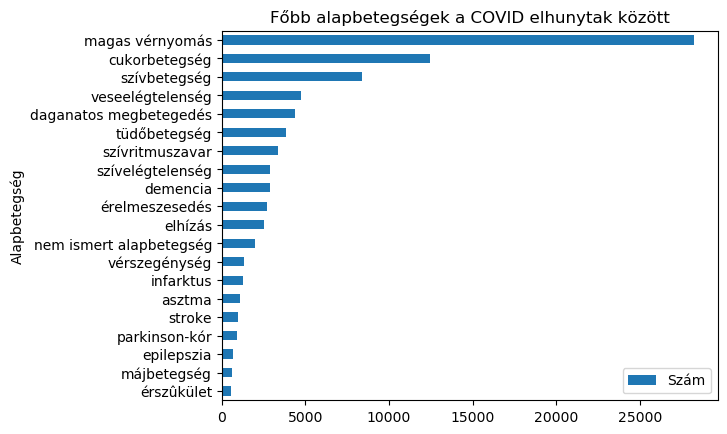 Főbb alapbetegségek a COVID elhunytak között
Alapbetegség
magas vérnyomás
cukorbetegség
szívbetegség
veseelégtelenség
daganatos megbetegedés
tüdőbetegség
szívritmuszavar
szívelégtelenség
demencia
érelmeszesedés
elhízás
nem ismert alapbetegség
vérszegénység
infarktus
asztma
stroke
parkinson-kór
epilepszia
májbetegség
érszûkület
Szám
0 5000 10000 15000 20000 25000